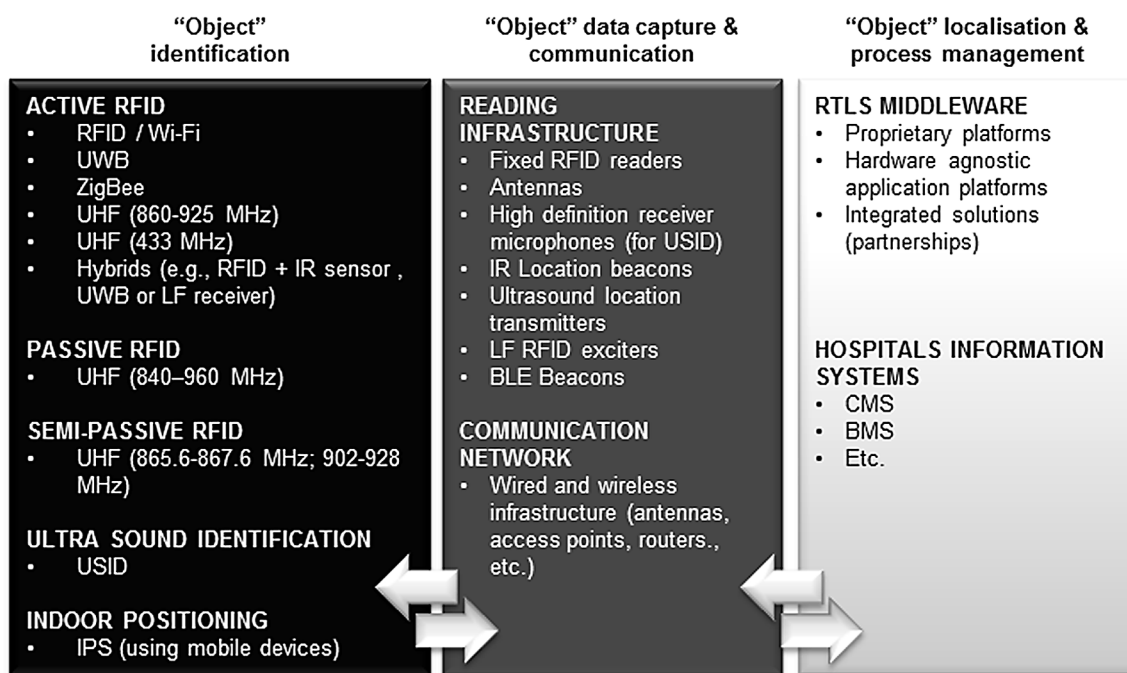 “Object”
identification
ACTIVE RFID
• RFID / Wi-Fi
• UWB
• ZigBee
• UHF (860-925 MHz)
• UHF (433 MHz)
• Hybrids (e.g., RFID + IR sensor ,
UWB or LF receiver)
PASSIVE RFID
• UHF (840–960 MHz)
SEMI-PASSIVE RFID
• UHF (865.6-867.6 MHz; 902-928
MHz)
ULTRA SOUND IDENTIFICATION
• USID
INDOOR POSITIONING
• IPS (using mobile devices)
“Object” data capture &
communication
READING
INFRASTRUCTURE
• Fixed RFID readers
• Antennas
• High definition receiver
microphones (for USID)
• IR Location beacons
• Ultrasound location
transmitters
• LF RFID exciters
• BLE Beacons
COMMUNICATION
NETWORK
• Wired and wireless
infrastructure (antennas,
access points, routers.,
etc.)
“Object” localisation &
process management
RTLS MIDDLEWARE
• Proprietary platforms
• Hardware agnostic
application platforms
• Integrated solutions
(partnerships)
HOSPITALS INFORMATION
SYSTEMS
• CMS
• BMS
• Etc.